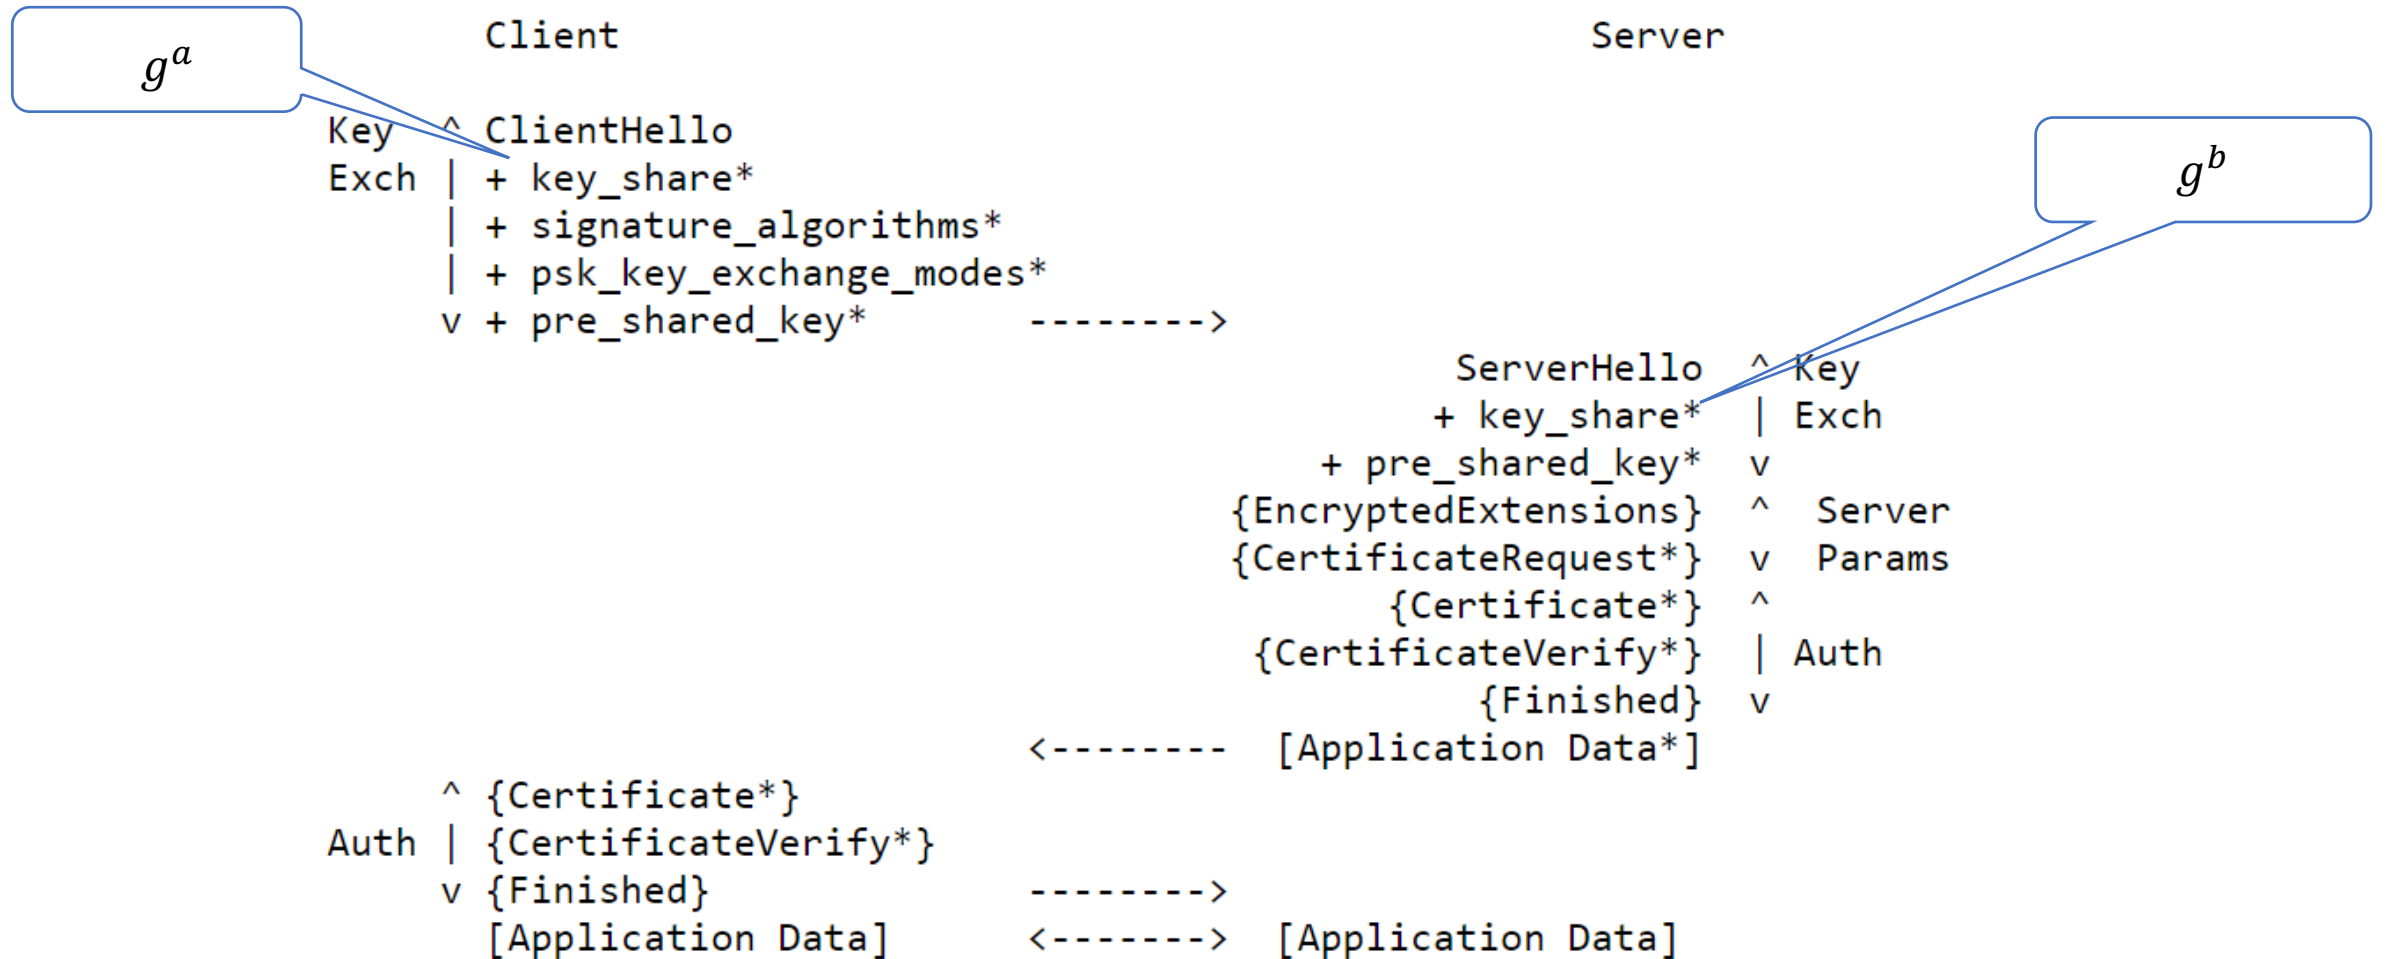 Client Server
g^a
Key ^ ClientHello
Exch | + key_share*
| + signature_algorithms*
| + psk_key_exchange_modes*
v + pre_shared_key* -------->
g^b
ServerHello ^ Key
+ key_share* | Exch
+ pre_shared_key* v
{EncryptedExtensions} ^ Server
{CertificateRequest*} v Params
{Certificate*} ^
{CertificateVerify*} | Auth
{Finished} v
<-------- [Application Data*]
^ {Certificate*}
Auth | {CertificateVerify*}
v {Finished} -------->
[Application Data] <-------> [Application Data]